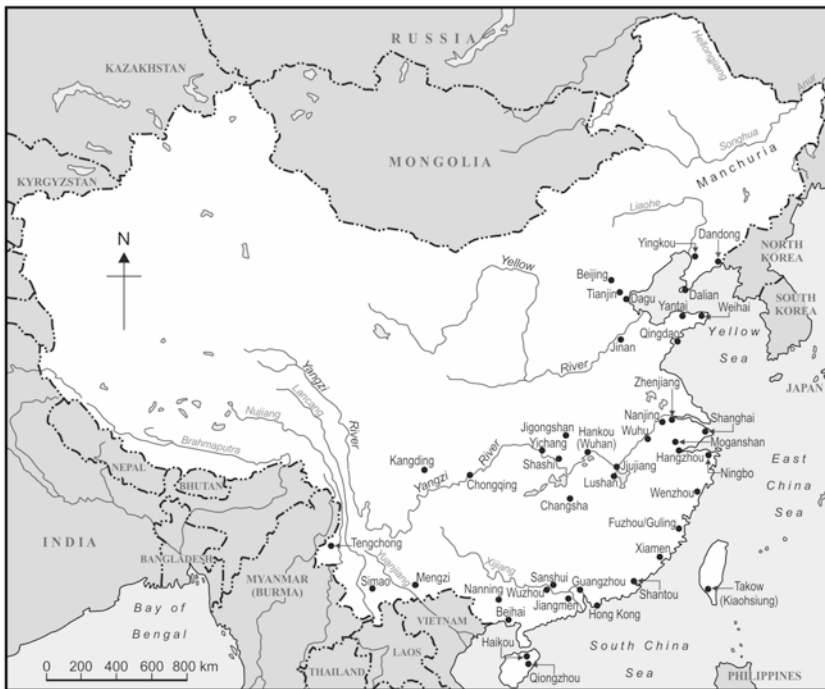 RUSSIA
KAZAKHSTAN
Heilongjiang
Amur
Songhua
MONGOLIA
Manchuria
KYRGYZSTAN
Liaohe
Dandong
Yingkou
NORTH
KOREA
N
Beijing
Yellow
Tianjin
Dagu
Dalian
Yantai
Weihai
SOUTH
KOREA
Qingdao
Yellow
Sea
Jinan
River
JAPAN
Zhenjiang
Yangzi
Lancang
Nujiang
River
Brahmaputra
Nanjing
Shanghai
Jigongshan
Hankou
(Wuhan)
Wuhu
Moganshan
Yichang
River
Kangding
Shashi
Jiujiang
Hangzhou
East
China
Sea
NEPAL
Yangzi
Chongqing
Lushan
Ningbo
BHUTAN
Changsha
Wenzhou
INDIA
Fuzhou/Guling
Tengchong
BANGLADESH
Yuanjiang
Xijiang
Xiamen
MYANMAR
(BURMA)
Simao
Mengzi
Nanning
Wuzhou
Sanshui
Guangzhou
Shantou
Takow
(Kiaohsiung)
Jiangmen
Hong Kong
Bay of
Bengal
VIETNAM
Beihai
LAOS
Haikou
South China
Sea
0 200 400 600 800 km
THAILAND
Qiongzhou
PHILIPPINES